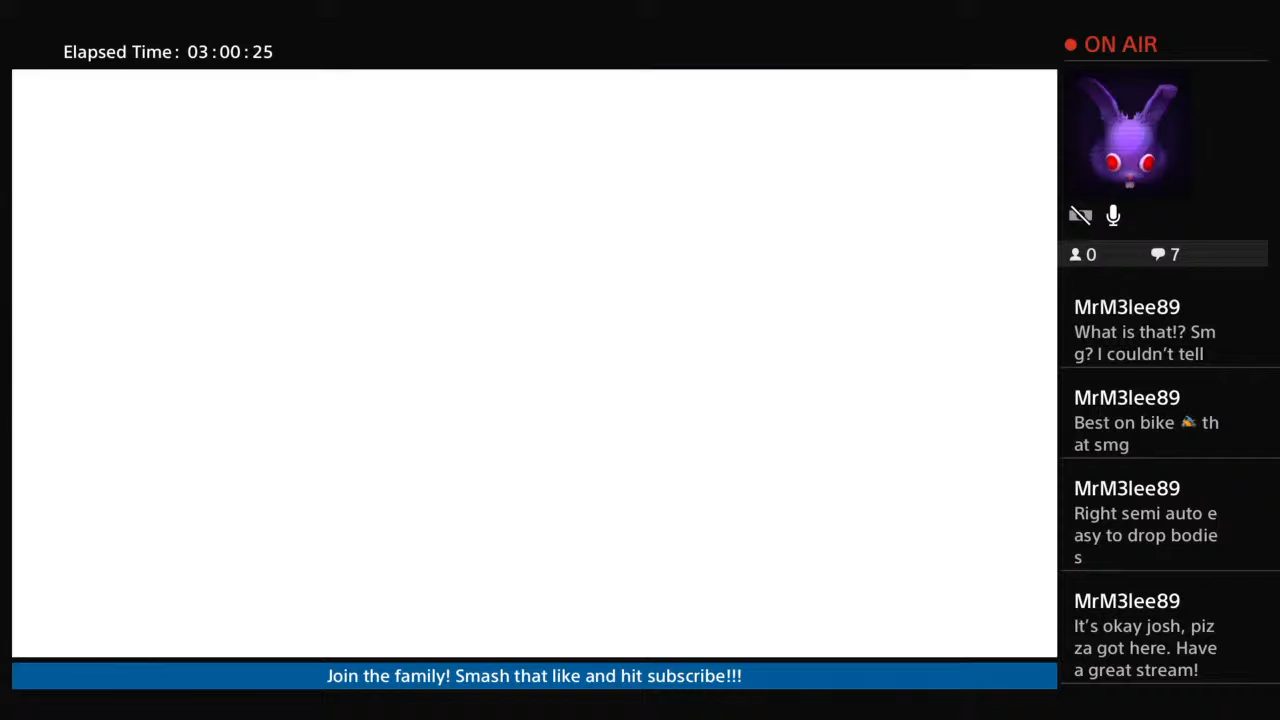 Elapsed Time: 03:00:25
ON AIR
0 7
MrM3lee89
What is that!? Sm
g? I couldn’t tell
MrM3lee89
Best on bike 🚵 th
at smg
MrM3lee89
Right semi auto e
asy to drop bodie
s
MrM3lee89
It’s okay josh, piz
za got here. Have
a great stream!
Join the family! Smash that like and hit subscribe!!!